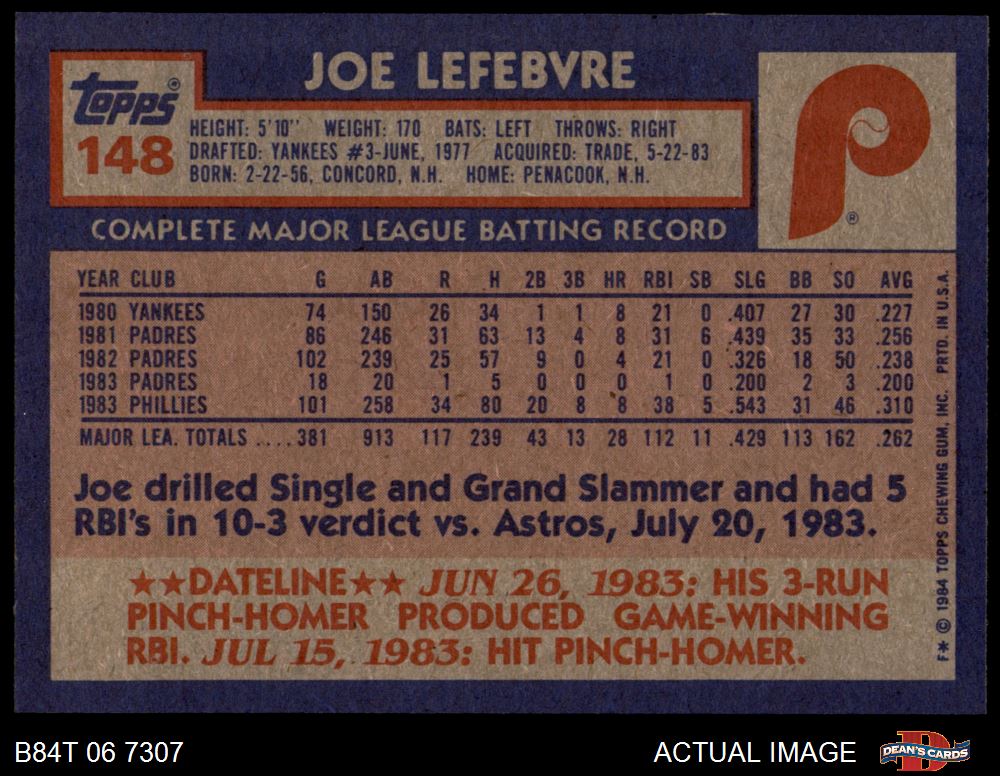 JOE LEFEBVRE
Topps®
148
HEIGHT: 5'10" WEIGHT: 170 BATS: LEFT THROWS: RIGHT
DRAFTED: YANKEES #3-JUNE, 1977 ACQUIRED: TRADE, 5-22-83
BORN: 2-22-56, CONCORD, N.H. HOME: PENACOOK, N.H.
P
®
COMPLETE MAJOR LEAGUE BATTING RECORD
YEAR CLUB G AB R H 2B 3B HR RBI SB SLG BB SO AVG
1980 YANKEES 74 150 26 34 1 1 8 21 0 .407 27 30 .227
1981 PADRES 86 246 31 63 13 4 8 31 6 .439 35 33 .256
1982 PADRES 102 239 25 57 9 0 4 21 0 .326 18 50 .238
1983 PADRES 18 20 1 5 0 0 0 1 0 .200 2 3 .200
1983 PHILLIES 101 258 34 80 20 8 8 38 5 .543 31 46 .310
MAJOR LEA. TOTALS ....381 913 117 239 43 13 28 112 11 .429 113 162 .262
Joe drilled Single and Grand Slammer and had 5
RBI's in 10-3 verdict vs. Astros, July 20, 1983.
★★DATELINE★★ JUN 26, 1983: HIS 3-RUN
PINCH-HOMER PRODUCED GAME-WINNING
RBI. JUL 15, 1983: HIT PINCH-HOMER.
F* © 1984 TOPPS CHEWING GUM, INC. PRTD. IN U.S.A.
B84T 06 7307
ACTUAL IMAGE
D
DEAN'S CARDS